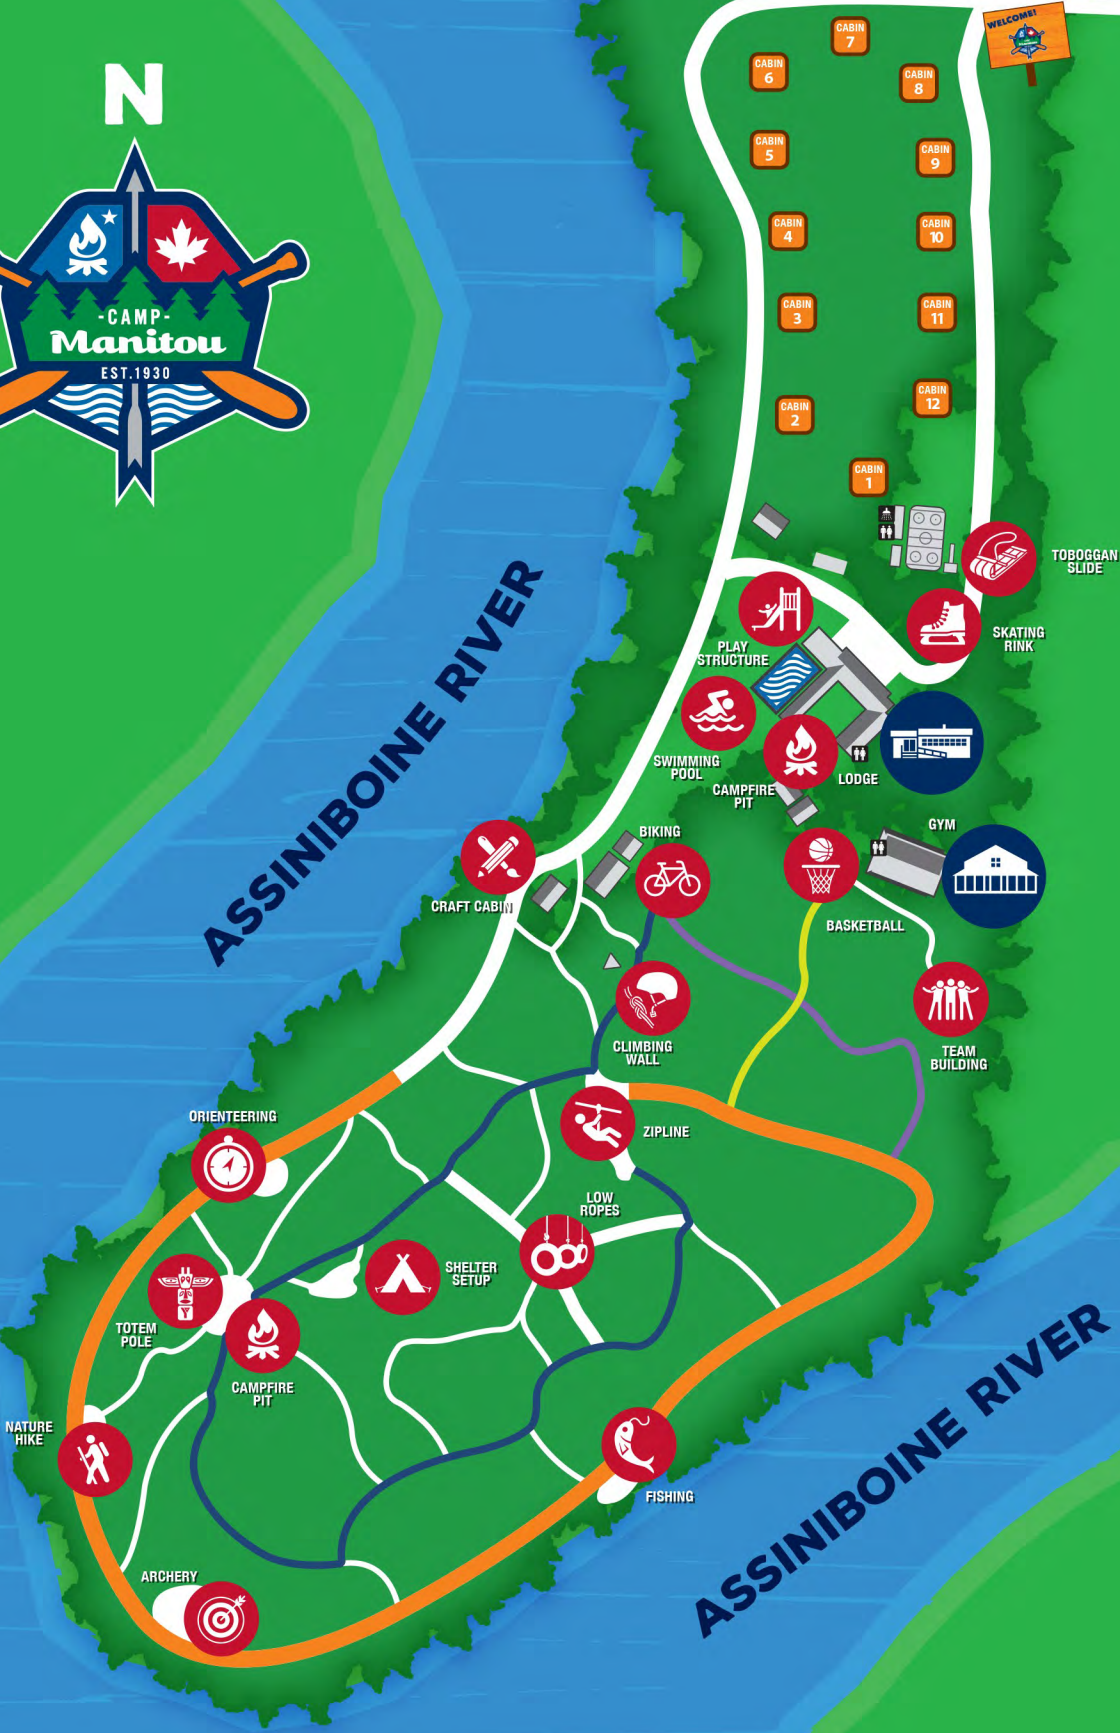 WELCOME!
N
CABIN
7
CABIN
6
CABIN
8
CABIN
5
CABIN
9
CABIN
4
CABIN
10
CABIN
3
CABIN
11
CABIN
2
CABIN
12
CABIN
1
-CAMP-
Manitou
EST.1930
TOBOGGAN
SLIDE
SKATING
RINK
PLAY
STRUCTURE
SWIMMING
POOL
CAMPFIRE
PIT
LODGE
ASSINIBOINE RIVER
BIKING
GYM
CRAFT CABIN
BASKETBALL
CLIMBING
WALL
TEAM
BUILDING
ORIENTEERING
ZIPLINE
LOW
ROPES
SHELTER
SETUP
TOTEM
POLE
CAMPFIRE
PIT
NATURE
HIKE
FISHING
ARCHERY
ASSINIBOINE RIVER